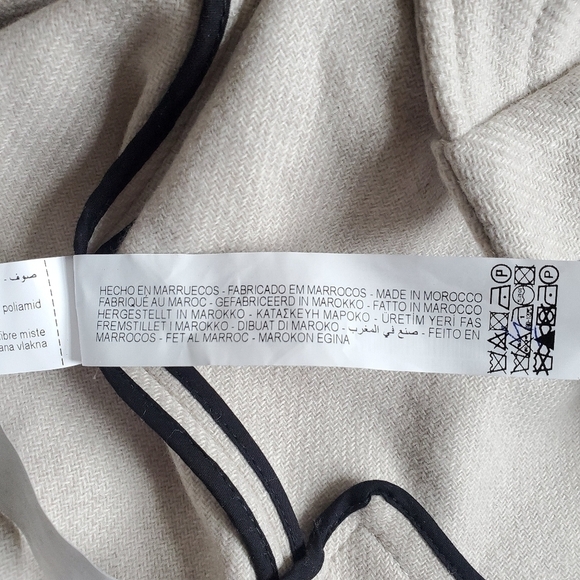 صوف -
poliamid
fibre miste
ana vlakna
HECHO EN MARRUECOS - FABRICADO EM MARROCOS - MADE IN MOROCCO
FABRIQUÉ AU MAROC - GEFABRICEERD IN MAROKKO - FATTO IN MAROCCO
HERGESTELLT IN MAROKKO - ΚΑΤΑΣΚΕΥΗ ΜΑΡΟΚΟ - ÜRETİM YERİ FAS
FREMSTILLET I MAROKKO - DIBUAT DI MAROKO - صنع في المغرب - FEITO EN
MARROCOS - FET AL MARROC - MAROKON EGINA
P
P